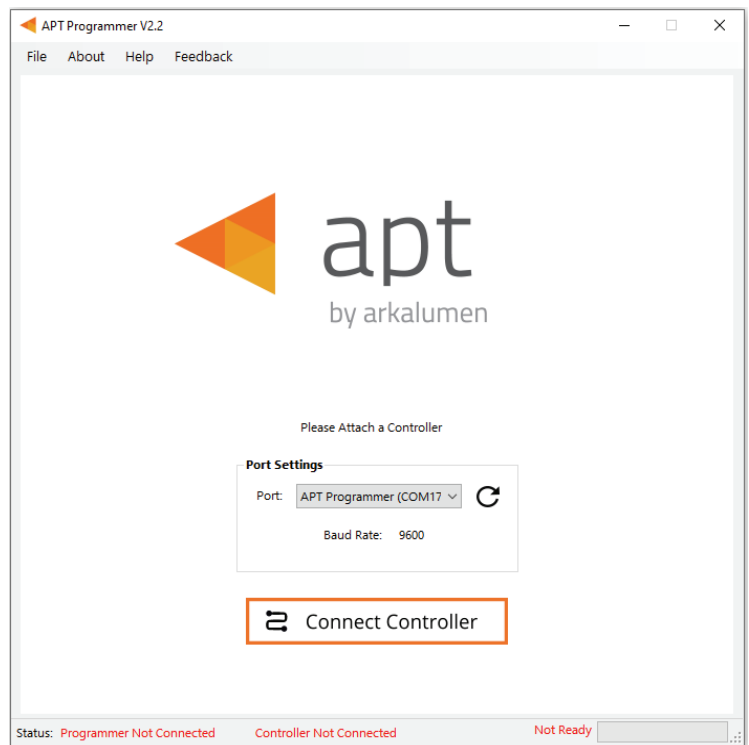 APT Programmer V2.2
File About Help Feedback
apt
by arkalumen
Please Attach a Controller
Port Settings
Port: APT Programmer (COM17
Baud Rate: 9600
Connect Controller
Status: Programmer Not Connected Controller Not Connected Not Ready